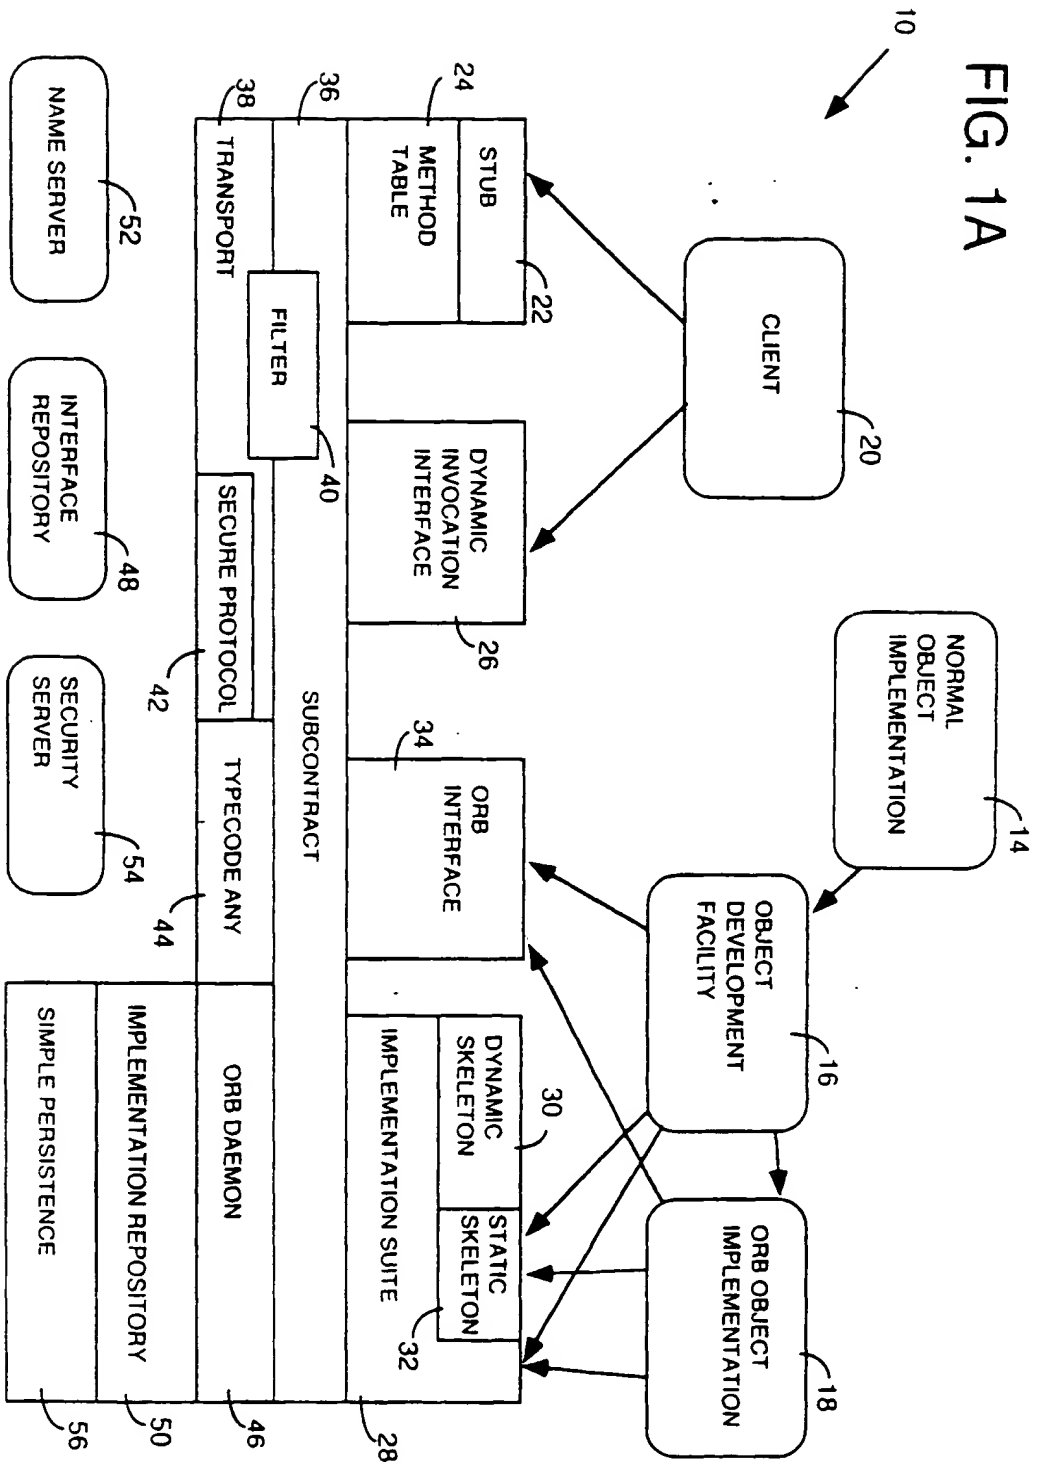 FIG. 1A
10
CLIENT
20
NORMAL
OBJECT
IMPLEMENTATION
14
OBJECT
DEVELOPMENT
FACILITY
16
ORB OBJECT
IMPLEMENTATION
18
STUB
22
24
METHOD
TABLE
DYNAMIC
INVOCATION
INTERFACE
26
34
ORB
INTERFACE
DYNAMIC
SKELETON
30
STATIC
SKELETON
32
IMPLEMENTATION SUITE
28
36
SUBCONTRACT
38
TRANSPORT
FILTER
40
SECURE PROTOCOL
42
TYPECODE ANY
44
ORB DAEMON
46
IMPLEMENTATION REPOSITORY
50
SIMPLE PERSISTENCE
56
NAME SERVER
52
INTERFACE
REPOSITORY
48
SECURITY
SERVER
54